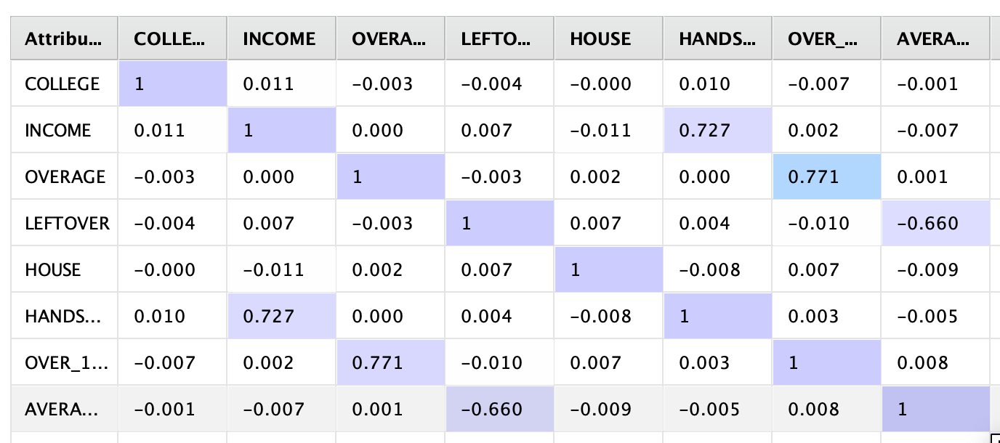 Attribu... COLLE... INCOME OVERA... LEFTO... HOUSE HANDS... OVER_... AVERA...
COLLEGE 1 0.011 -0.003 -0.004 -0.000 0.010 -0.007 -0.001
INCOME 0.011 1 0.000 0.007 -0.011 0.727 0.002 -0.007
OVERAGE -0.003 0.000 1 -0.003 0.002 0.000 0.771 0.001
LEFTOVER -0.004 0.007 -0.003 1 0.007 0.004 -0.010 -0.660
HOUSE -0.000 -0.011 0.002 0.007 1 -0.008 0.007 -0.009
HANDS... 0.010 0.727 0.000 0.004 -0.008 1 0.003 -0.005
OVER_1... -0.007 0.002 0.771 -0.010 0.007 0.003 1 0.008
AVERA... -0.001 -0.007 0.001 -0.660 -0.009 -0.005 0.008 1